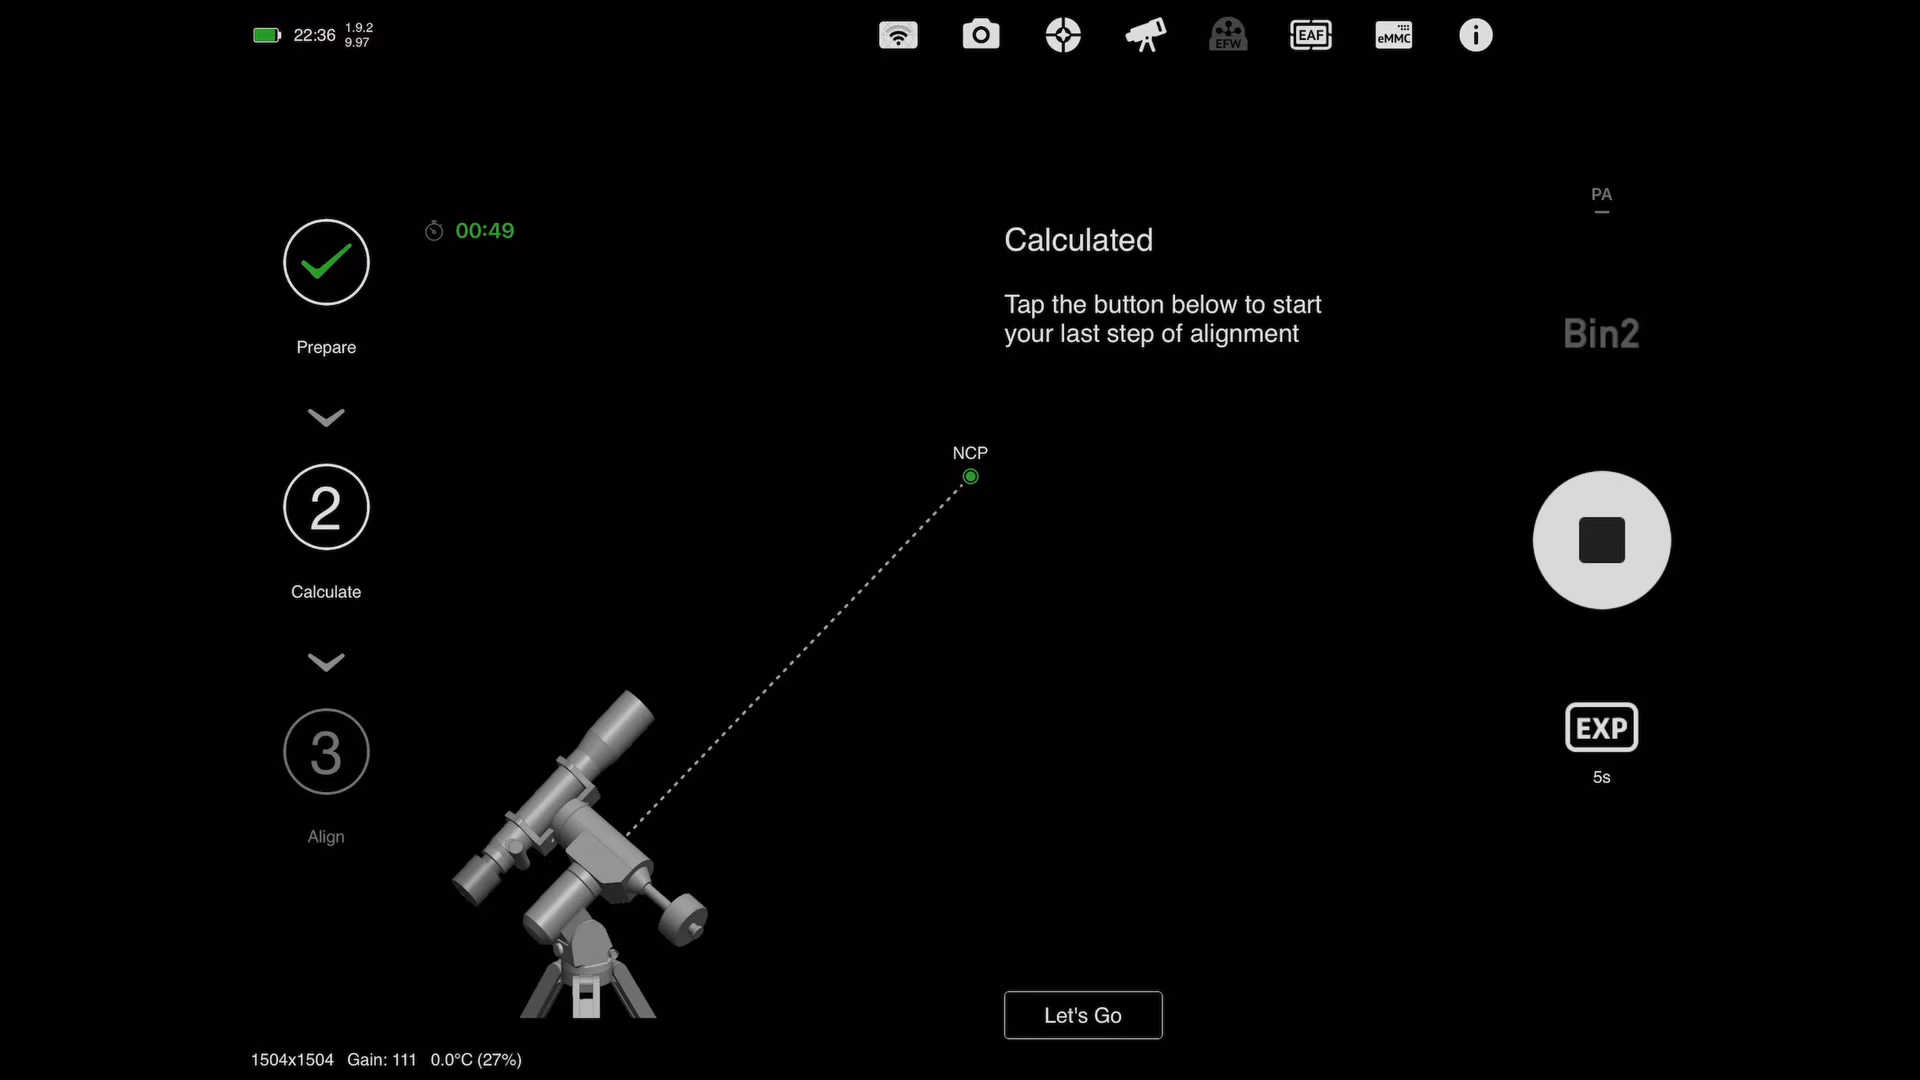 22:36
1.9.2
9.97
EFW
EAF
eMMC
i
PA
00:49
Calculated
Tap the button below to start
your last step of alignment
Prepare
Bin2
NCP
2
Calculate
EXP
5s
3
Align
Let's Go
1504x1504 Gain: 111 0.0°C (27%)